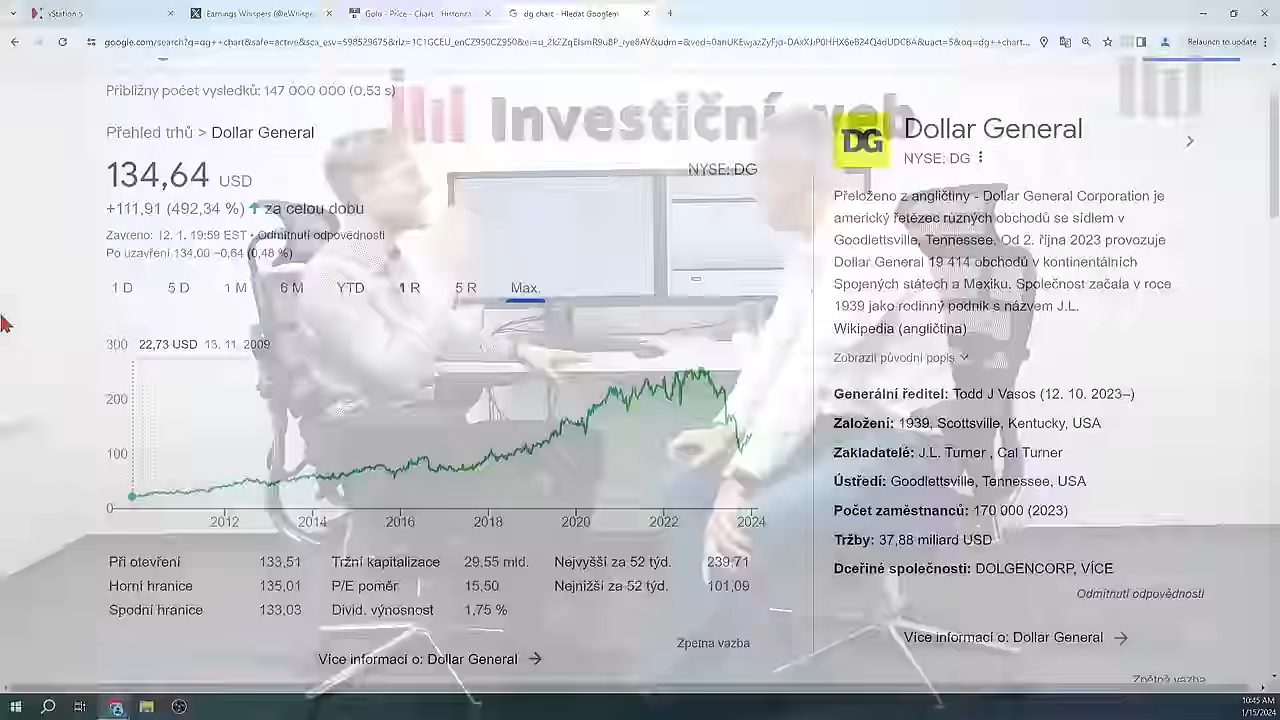 xStation5
Earnings Whispers (@eWhispe
Gold - Price - Chart - Historica
dg chart - Hledat Googlem
Relaunch to update
Přibližný počet výsledků: 147 000 000 (0,53 s)
Investiční web
Přehled trhů > Dollar General
134,64 USD
NYSE: DG
+111,91 (492,34 %) ↑ za celou dobu
Zavřeno: 12. 1. 19:59 EST • Odmítnutí odpovědnosti
Po uzavření 134,00 −0,64 (0,48 %)
1 D 5 D 1 M 6 M YTD 1 R 5 R Max.
22,73 USD 13. 11. 2009
300
200
100
0
2012 2014 2016 2018 2020 2022 2024
Při otevření 133,51 Tržní kapitalizace 29,55 mld. Nejvyšší za 52 týd. 239,71
Horní hranice 135,01 P/E poměr 15,50 Nejnižší za 52 týd. 101,09
Spodní hranice 133,03 Divid. výnosnost 1,75 %
Zpětná vazba
Více informací o: Dollar General →
DG
Dollar General
NYSE: DG
Přeloženo z angličtiny - Dollar General Corporation je
americký řetězec různých obchodů se sídlem v
Goodlettsville, Tennessee. Od 2. října 2023 provozuje
Dollar General 19 414 obchodů v kontinentálních
Spojených státech a Mexiku. Společnost začala v roce
1939 jako rodinný podnik s názvem J.L.
Wikipedia (angličtina)
Zobrazit původní popis
Generální ředitel: Todd J Vasos (12. 10. 2023–)
Založení: 1939, Scottsville, Kentucky, USA
Zakladatelé: J.L. Turner , Cal Turner
Ústředí: Goodlettsville, Tennessee, USA
Počet zaměstnanců: 170 000 (2023)
Tržby: 37,88 miliard USD
Dceřiné společnosti: DOLGENCORP, VÍCE
Odmítnutí odpovědnosti
Více informací o: Dollar General →
Zpětná vazba
10:45 AM
1/15/2024